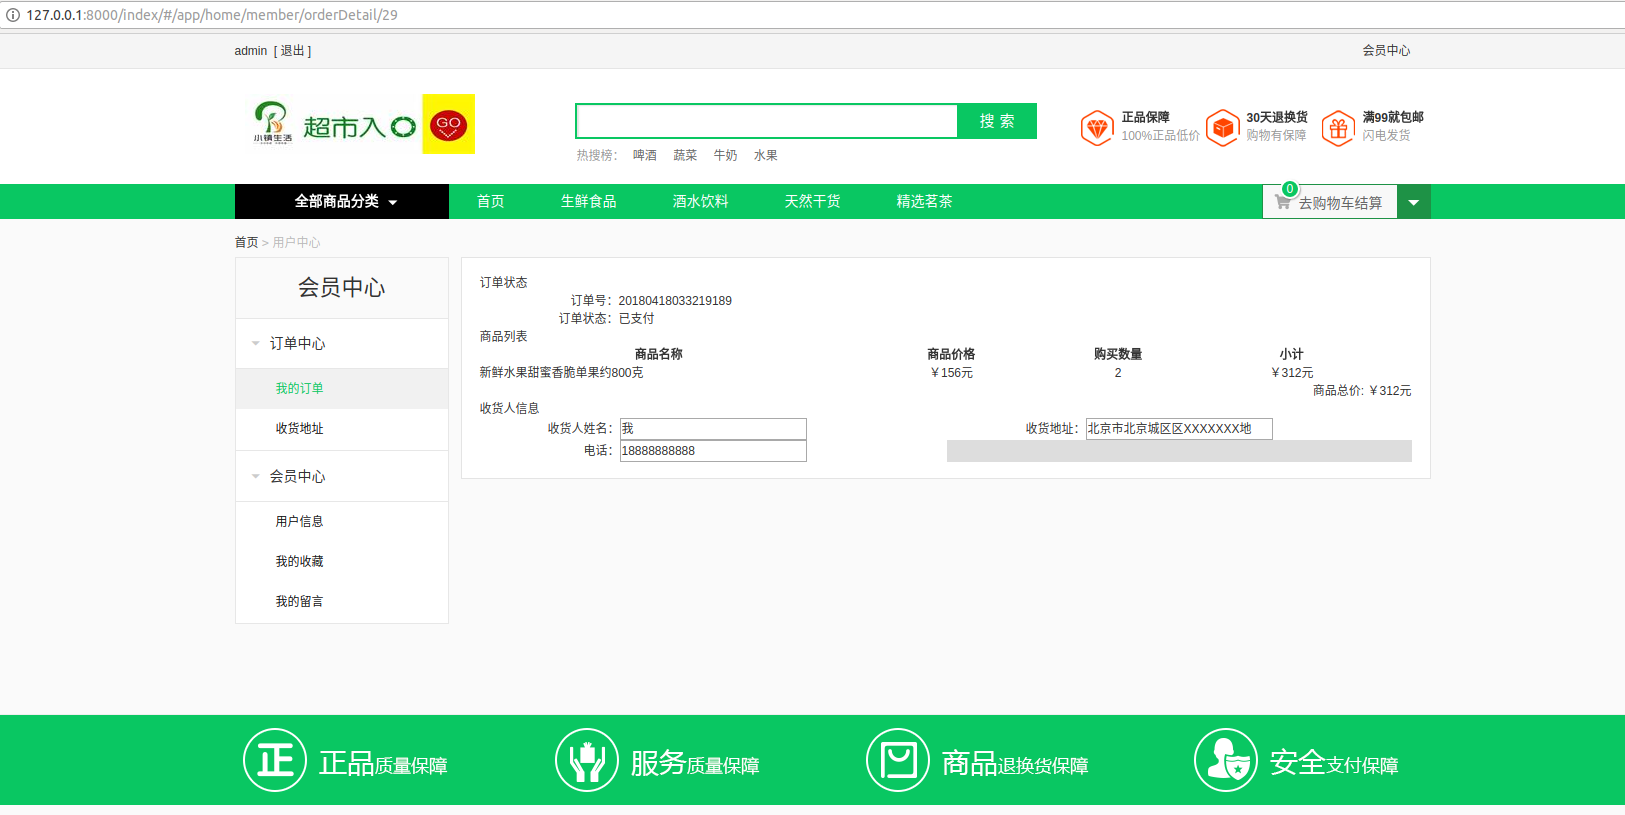 127.0.0.1:8000/index/#/app/home/member/orderDetail/29
admin [ 退出 ]
会员中心
小镇生活
超市入口
GO
搜 索
热搜榜： 啤酒 蔬菜 牛奶 水果
正品保障
100%正品低价
30天退换货
购物有保障
满99就包邮
闪电发货
全部商品分类 首页 生鲜食品 酒水饮料 天然干货 精选茗茶
0
去购物车结算
首页 > 用户中心
会员中心
订单中心
我的订单
收货地址
会员中心
用户信息
我的收藏
我的留言
订单状态
订单号：20180418033219189
订单状态：已支付
商品列表
商品名称 商品价格 购买数量 小计
新鲜水果甜蜜香脆单果约800克 ￥156元 2 ￥312元
商品总价: ￥312元
收货人信息
收货人姓名：我 收货地址：北京市北京城区区XXXXXXX地
电话：18888888888
正 正品质量保障
服务质量保障
商品退换货保障
安全支付保障